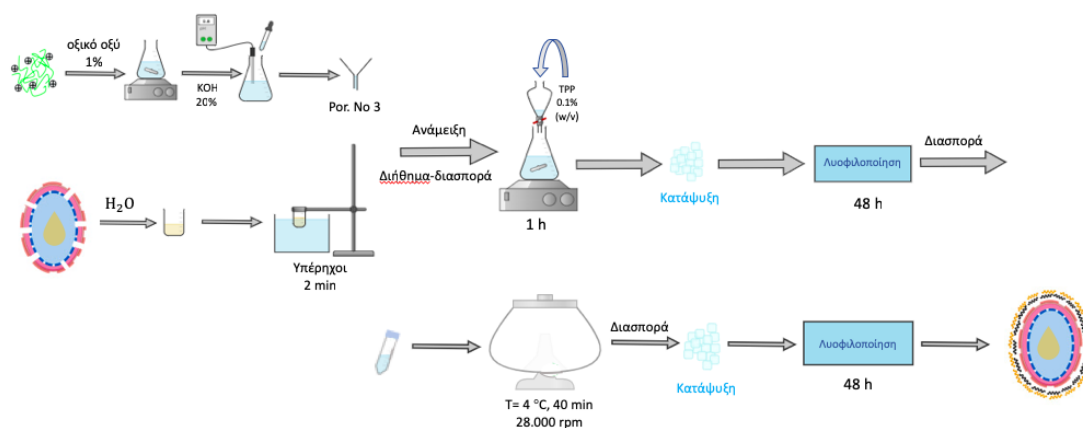 οξικό οξύ
1%
KOH
20%
Por. No 3
TPP
0.1%
(w/v)
Ανάμειξη
Διήθημα-διασπορά
1 h
Κατάψυξη
Λυοφιλοποίηση
48 h
Διασπορά
H₂O
Υπέρηχοι
2 min
T= 4 °C, 40 min
28.000 rpm
Διασπορά
Κατάψυξη
Λυοφιλοποίηση
48 h